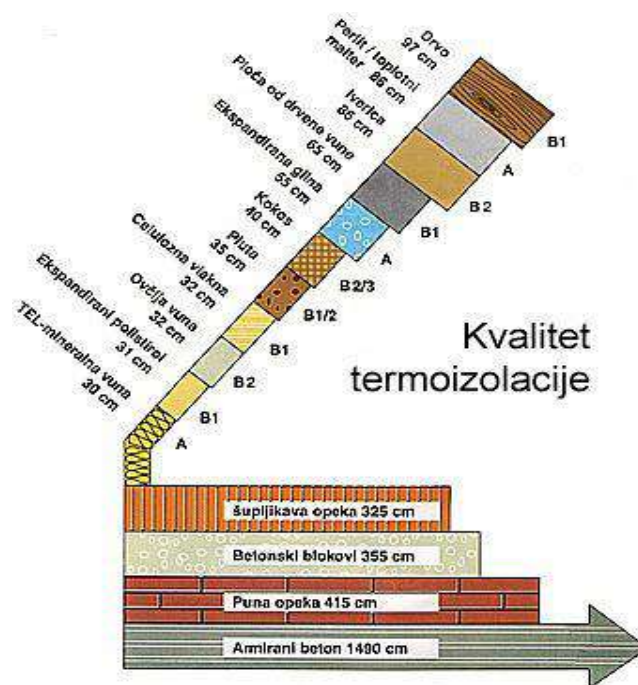 Drvo
97 cm
Perlit / toplotni
malter 86 cm
Iverica
85 cm
Ploča od drvene vuna
65 cm
Ekspandirana glina
55 cm
Kokos
40 cm
Pluta
35 cm
Celulozna vlakna
32 cm
Ovčija vuna
32 cm
Ekspandirani polistirol
31 cm
TEL-mineralna vuna
30 cm
B1
A
B2
B1
A
B2/3
B1/2
B1
B2
B1
A
Kvalitet
termoizolacije
šupljikava opeka 325 cm
Betonski blokovi 355 cm
Puna opeka 415 cm
Armirani beton 1490 cm